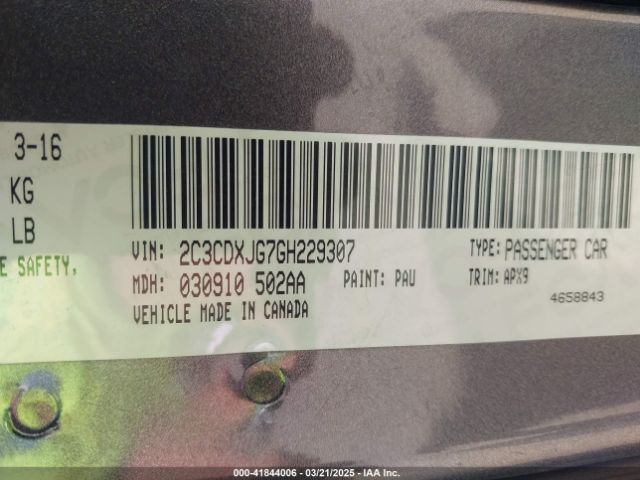 3-16
KG
LB
E SAFETY,
VIN: 2C3CDXJG7GH229307
TYPE: PASSENGER CAR
MDH: 030910 502AA
PAINT: PAU
TRIM: APX9
VEHICLE MADE IN CANADA
4658843
000-41844006 — 03/21/2025 — IAA Inc.